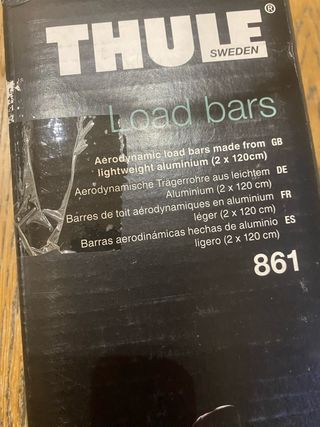 THULE®
SWEDEN
Load bars
Aerodynamic load bars made from GB
lightweight aluminium (2 x 120cm)
Aerodynamische Trägerrohre aus leichtem DE
Aluminium (2 x 120 cm)
Barres de toit aérodynamiques en aluminium FR
léger (2 x 120 cm)
Barras aerodinámicas hechas de aluminio ES
ligero (2 x 120 cm)
861